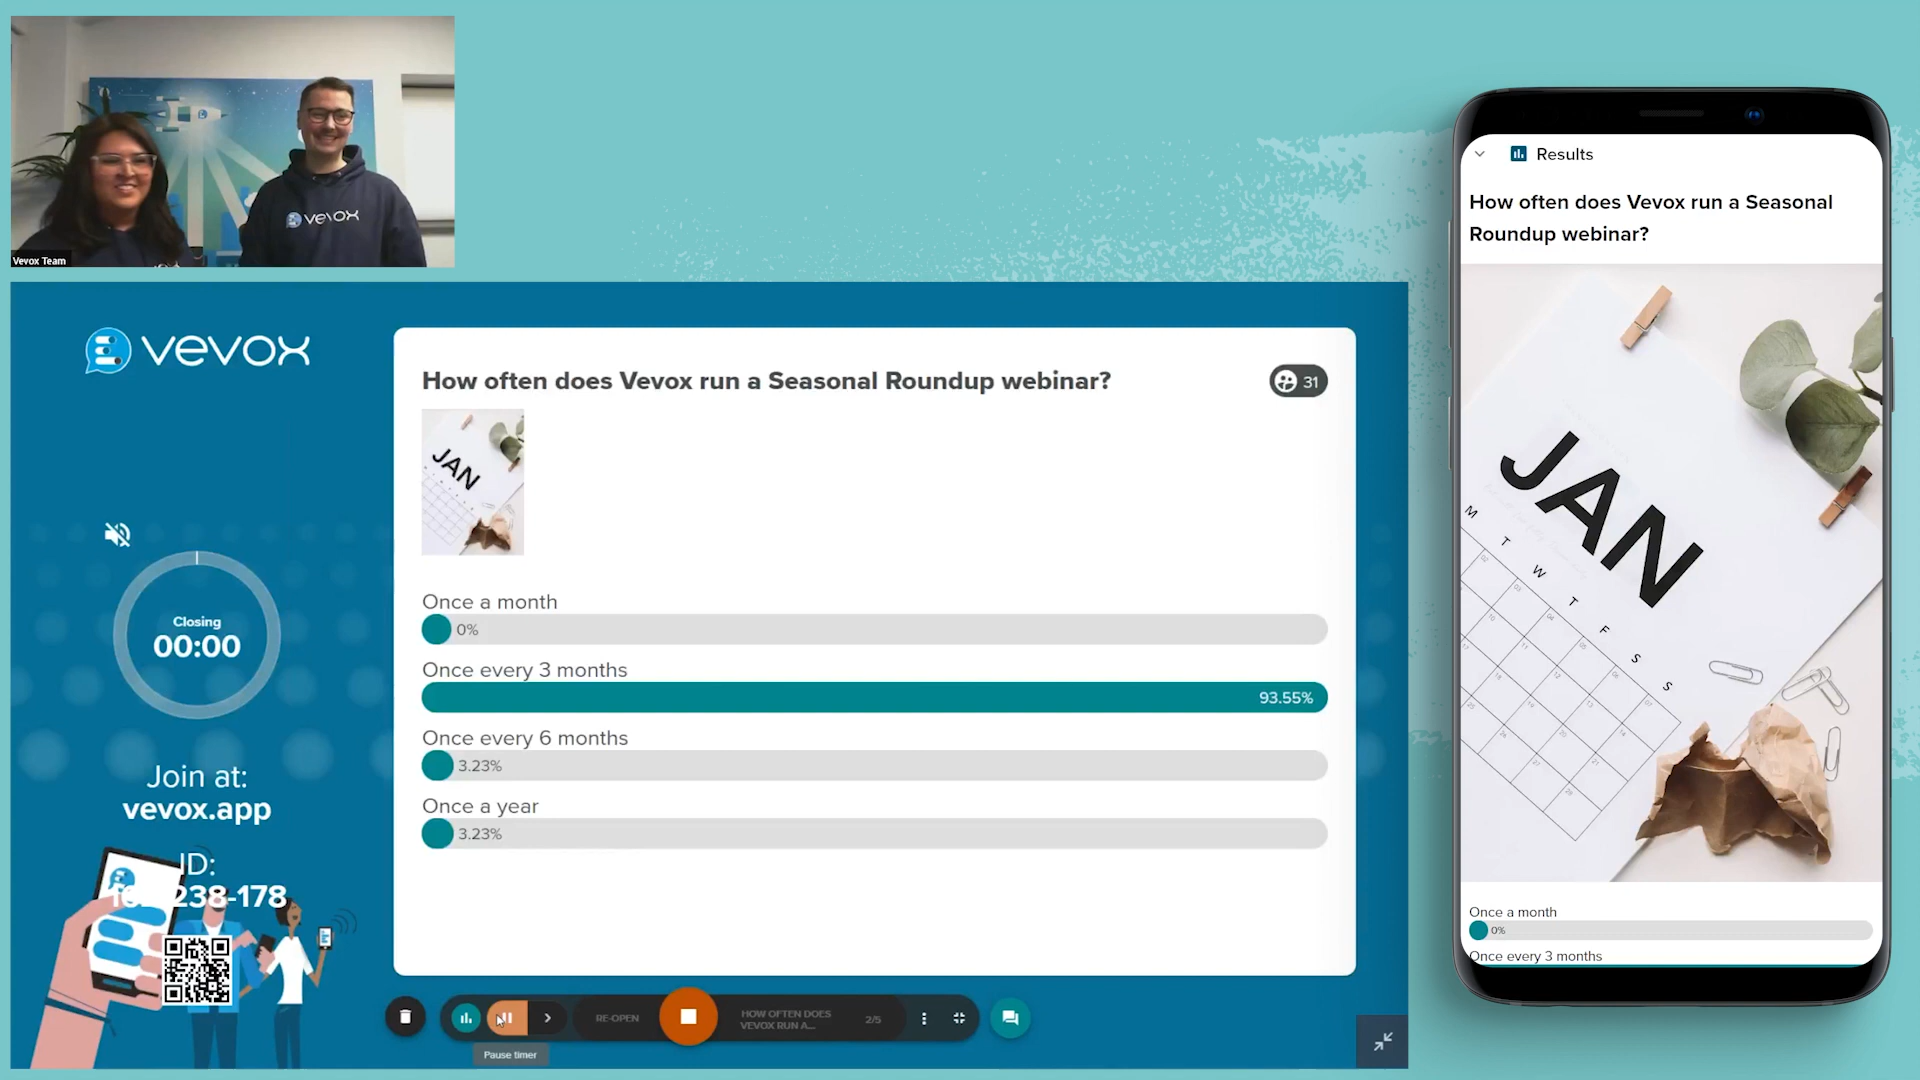 vevox
Vevox Team
vevox
How often does Vevox run a Seasonal Roundup webinar?
31
JAN
Once a month
0%
Once every 3 months
93.55%
Once every 6 months
3.23%
Once a year
3.23%
Closing
00:00
Join at:
vevox.app
ID:
238-178
RE-OPEN
HOW OFTEN DOES
VEVOX RUN A...
2/5
Pause timer
Results
How often does Vevox run a Seasonal
Roundup webinar?
JAN
M T W T F S S
Once a month
0%
Once every 3 months